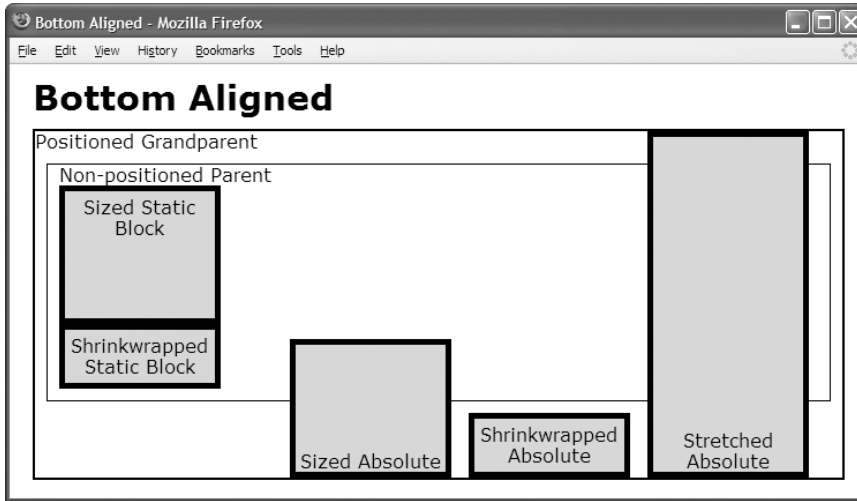 Bottom Aligned - Mozilla Firefox
File Edit View History Bookmarks Tools Help
Bottom Aligned
Positioned Grandparent
Non-positioned Parent
Sized Static
Block
Shrinkwrapped
Static Block
Sized Absolute
Shrinkwrapped
Absolute
Stretched
Absolute